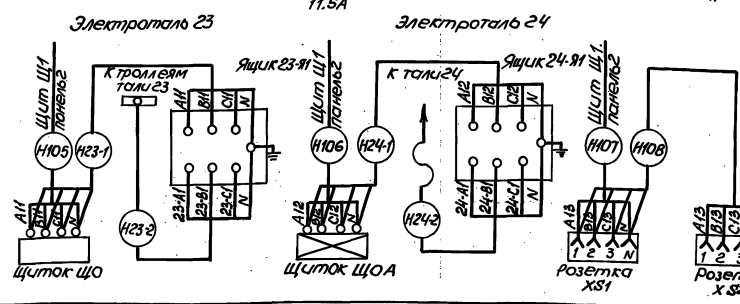 11.5А
Электроталь 23
Электроталь 24
Щит Щ1
панель2
К троллеям
тали 23
Ящик 23-Я1
А11
В11
С11
N
Н105
Н23-1
Н23-2
23-А1
23-В1
23-С1
N
А11
В11
С11
N
Щиток ЩО
Щит Щ1
панель2
К тали 24
Ящик 24-Я1
А12
В12
С12
N
Н106
Н24-1
Н24-2
24-А1
24-В1
24-С1
N
А12
В12
С12
N
Щиток ЩОА
Щит Щ1
панель2
Н107
Н108
А13
В13
С13
N
1 2 3 N
Розетка
XS1
А13
В13
С13
1 2 3